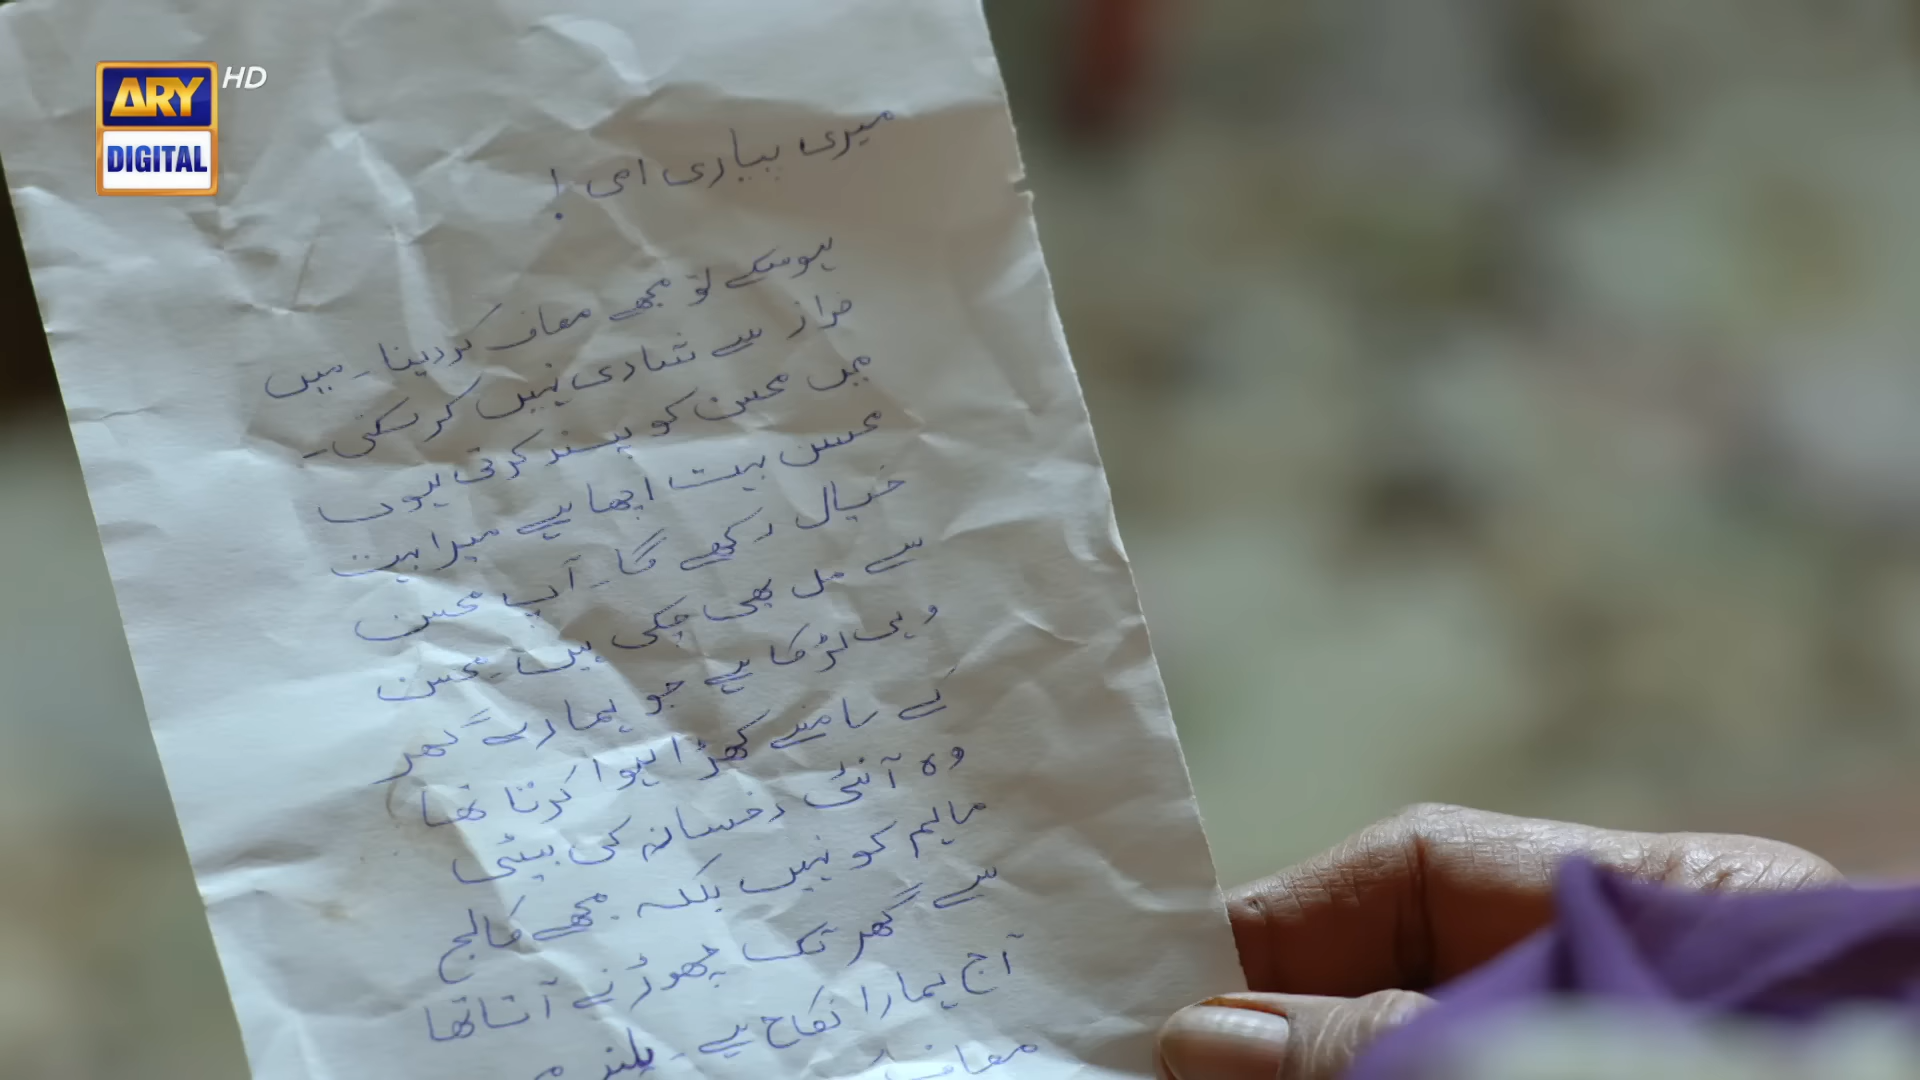 ARY HD
DIGITAL
میری پیاری امی !
ہوسکے تو مجھے معاف کردینا۔ میں
فراز سے شادی نہیں کرسکتی۔
میں محسن کو پسند کرتی ہوں
محسن بہت اچھا ہے میرا بہت
خیال رکھے گا۔ آپ محسن
سے مل بھی چکی ہیں۔ محسن
وہی لڑکا ہے جو ہمارے گھر
کے سامنے کھڑا ہوا کرتا تھا
وہ آنٹی رخسانہ کی بیٹی
ماہم کو نہیں بلکہ مجھے کالج
سے گھر تک چھوڑنے آتا تھا
آج ہمارا نکاح ہے۔ پلیز
معاف